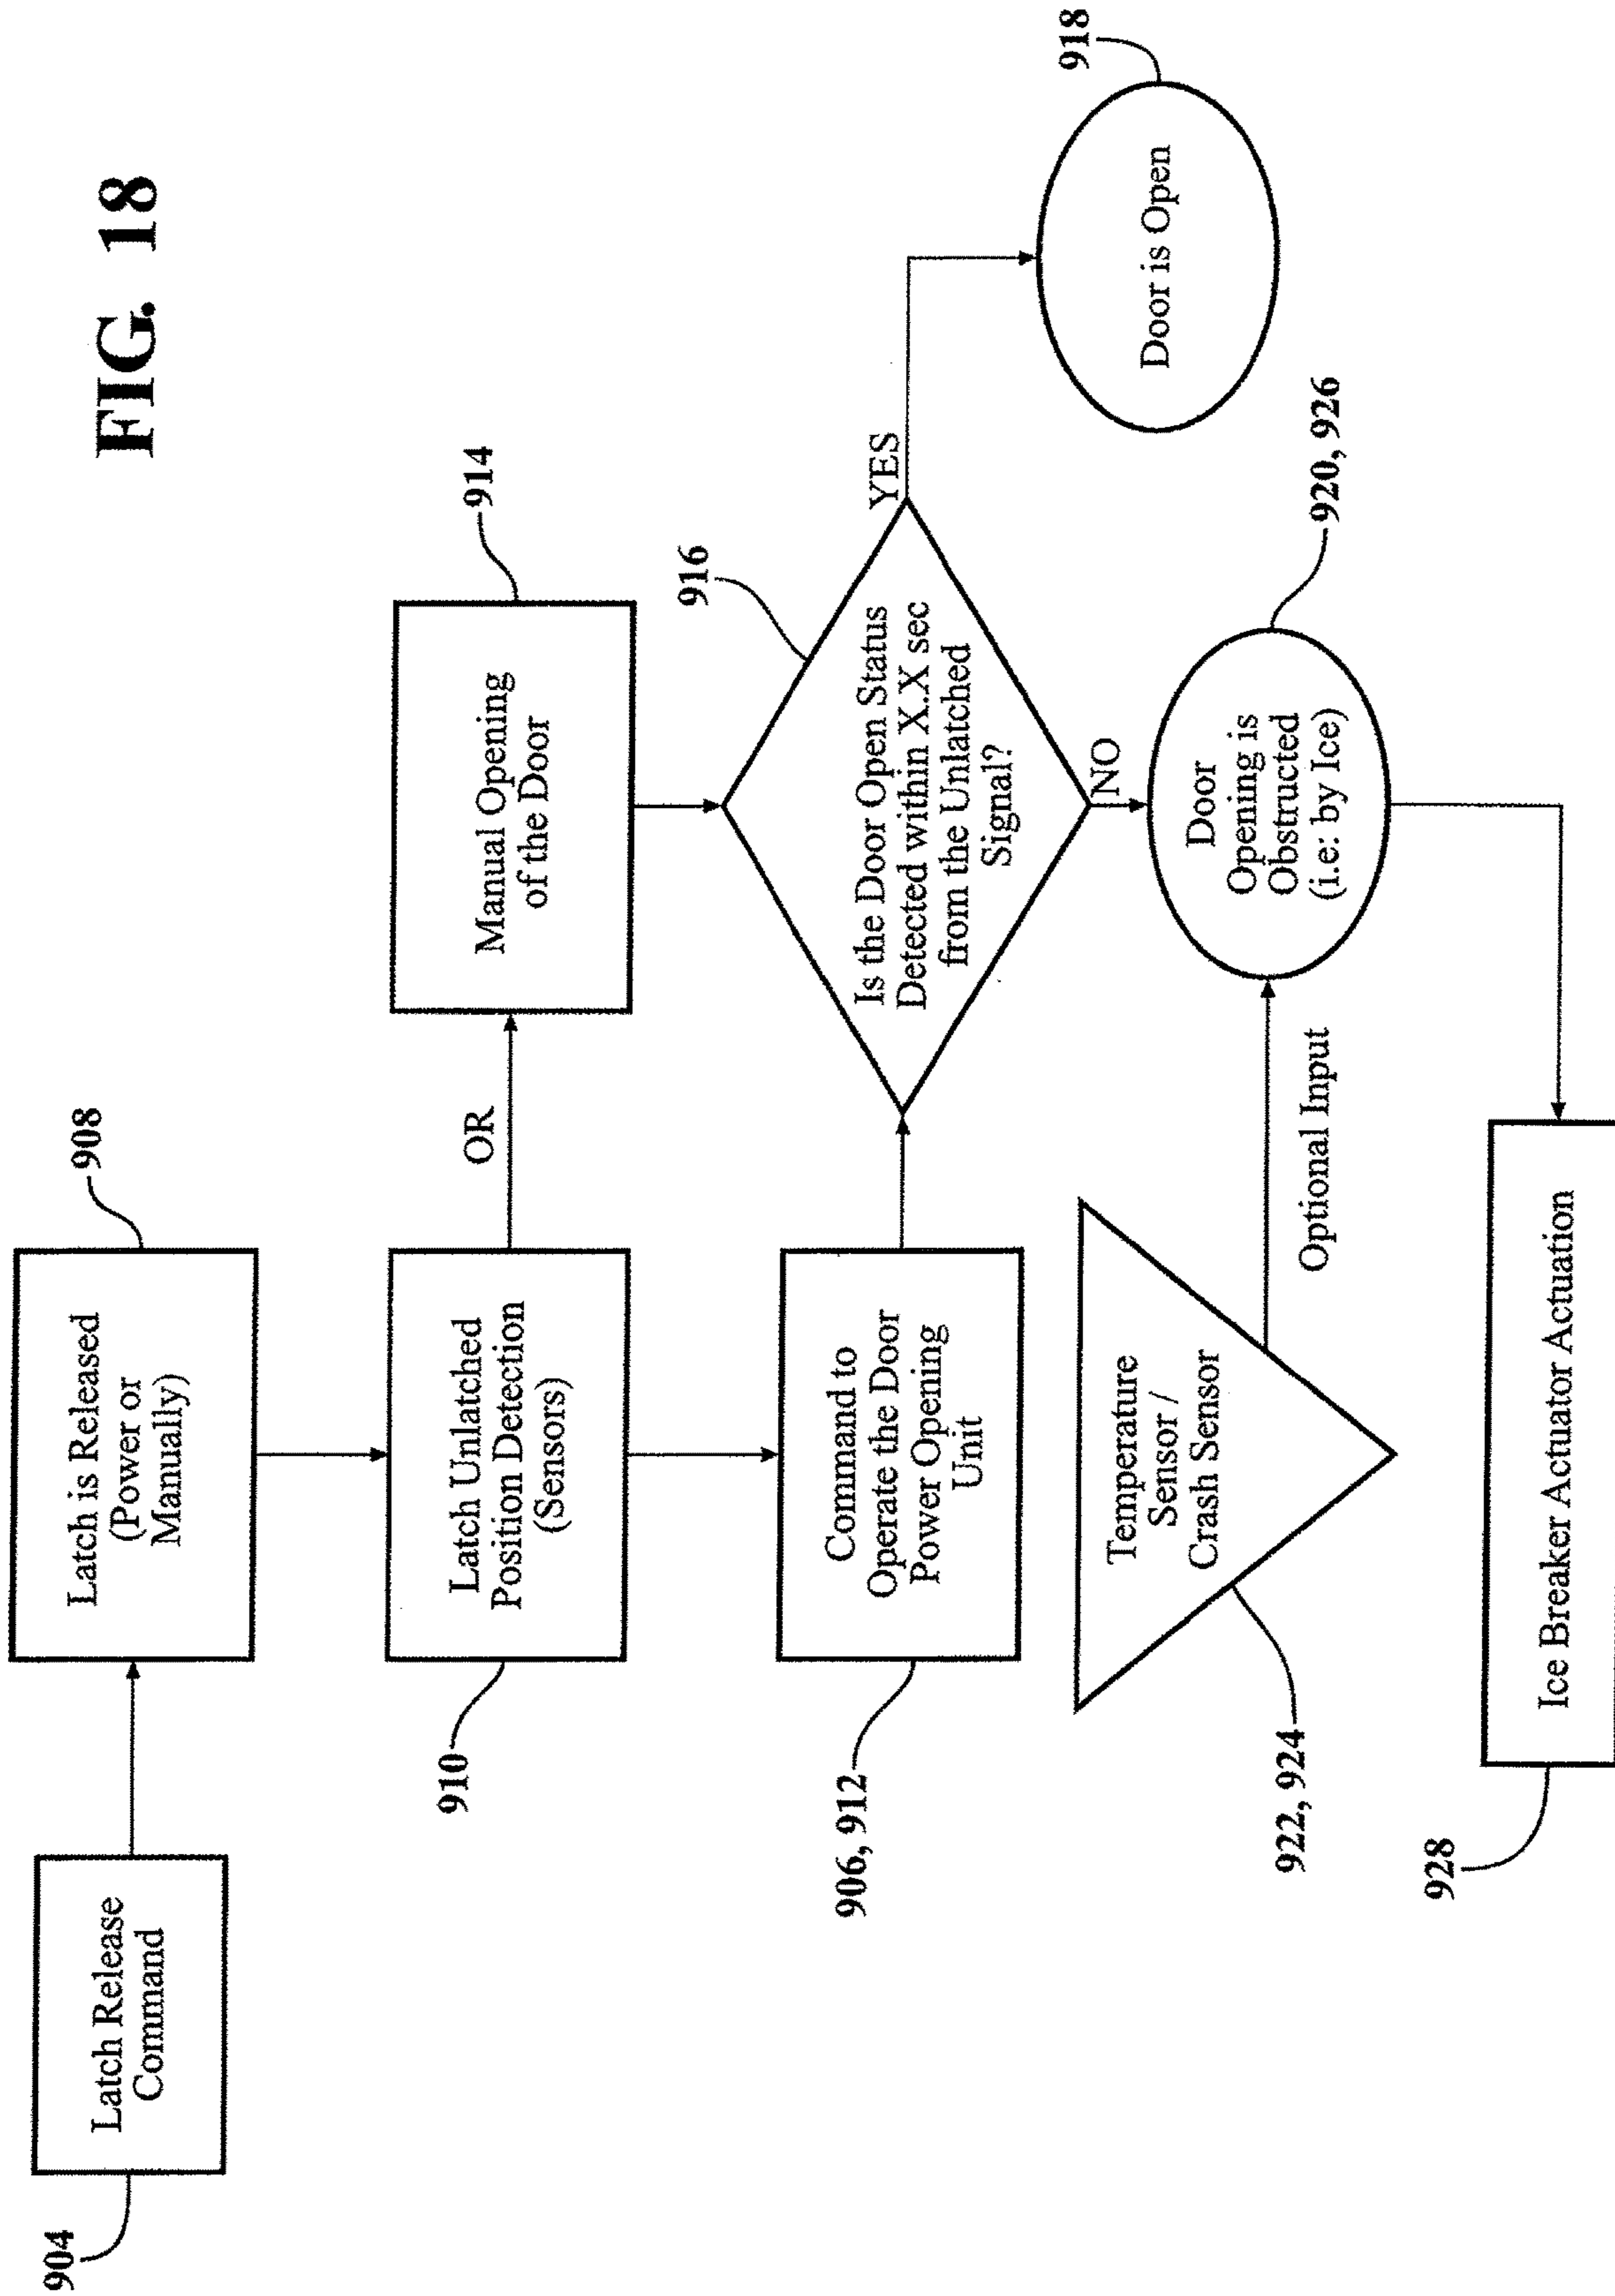 FIG. 18
904
Latch Release
Command
908
Latch is Released
(Power or
Manually)
910
Latch Unlatched
Position Detection
(Sensors)
OR
914
Manual Opening
of the Door
906, 912
Command to
Operate the Door
Power Opening
Unit
916
Is the Door Open Status
Detected within X.X sec
from the Unlatched
Signal?
YES
918
Door is Open
NO
922, 924
Temperature
Sensor /
Crash Sensor
Optional Input
920, 926
Door
Opening is
Obstructed
(i.e: by Ice)
928
Ice Breaker Actuator Actuation